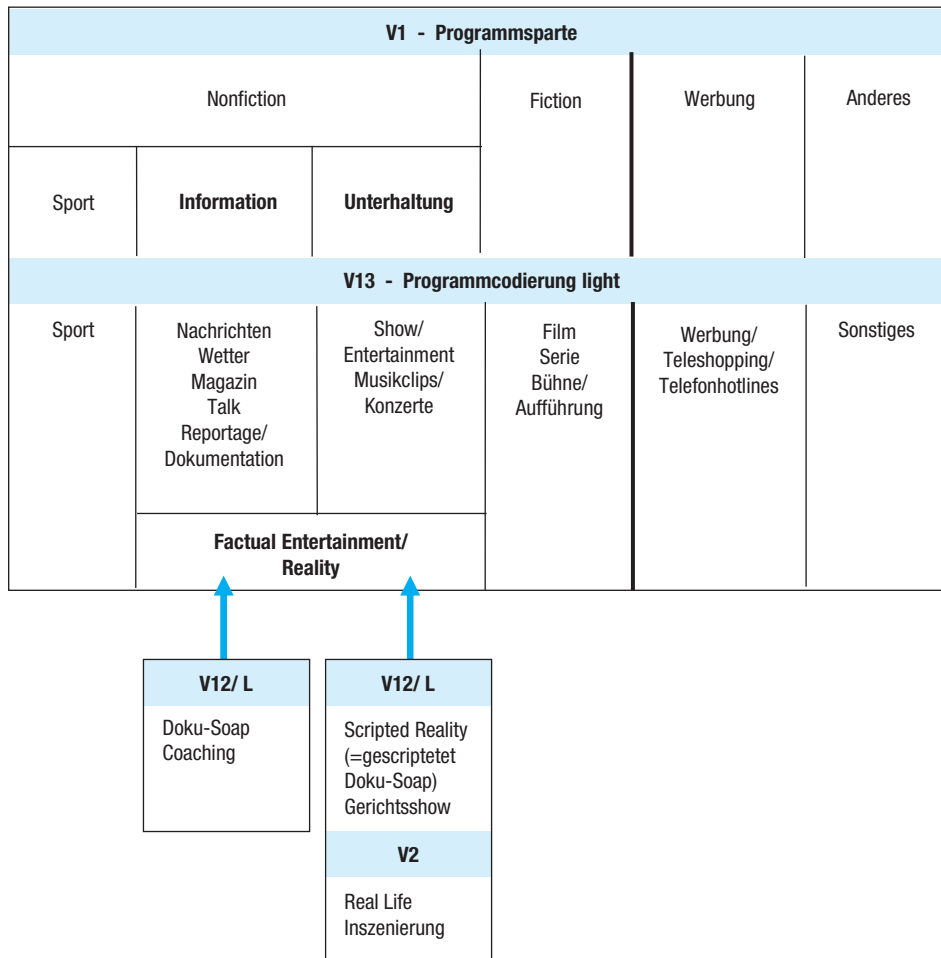 V1 - Programmsparte
Nonfiction
Fiction
Werbung
Anderes
Sport
Information
Unterhaltung
V13 - Programmcodierung light
Sport
Nachrichten
Wetter
Magazin
Talk
Reportage/
Dokumentation
Show/
Entertainment
Musikclips/
Konzerte
Film
Serie
Bühne/
Aufführung
Werbung/
Teleshopping/
Telefonhotlines
Sonstiges
Factual Entertainment/
Reality
V12/ L
Doku-Soap
Coaching
V12/ L
Scripted Reality
(=gescriptetet
Doku-Soap)
Gerichtsshow
V2
Real Life
Inszenierung